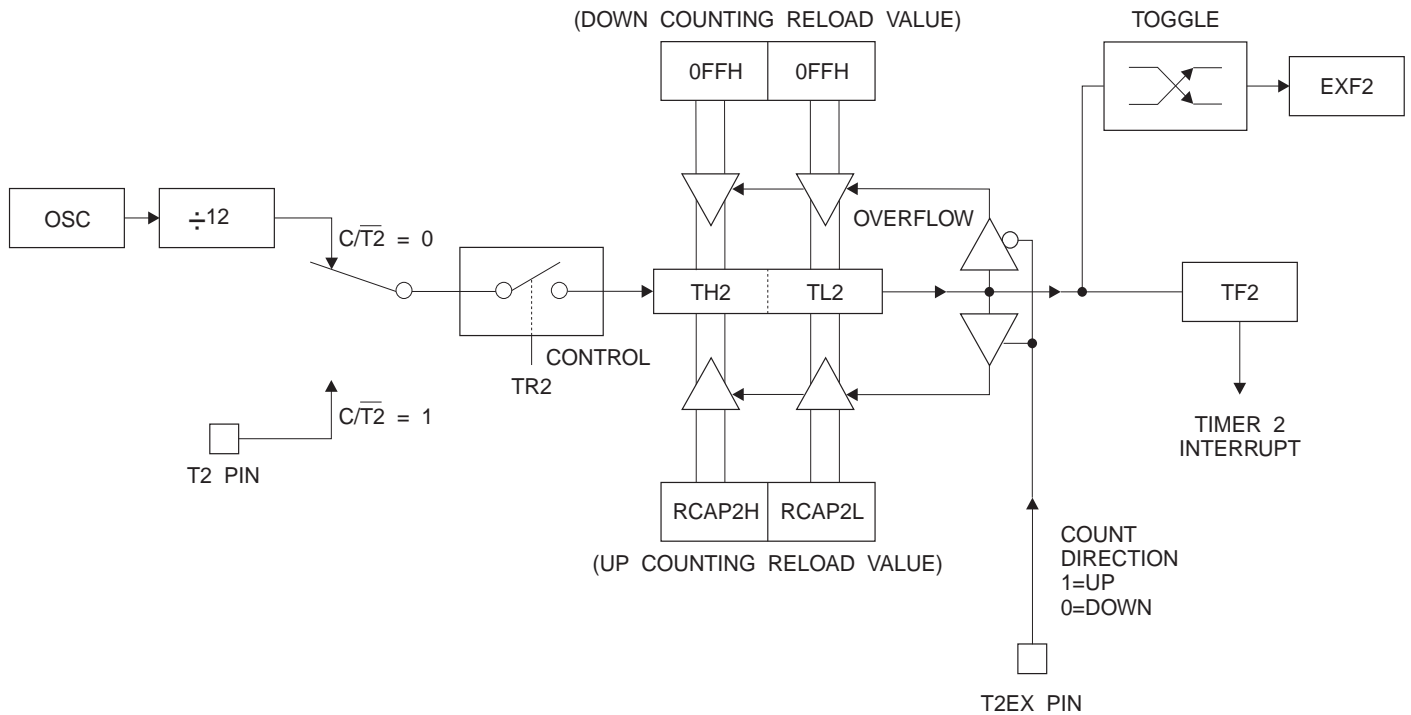 (DOWN COUNTING RELOAD VALUE)
TOGGLE
0FFH 0FFH
EXF2
OSC
÷12
C/T2̅ = 0
OVERFLOW
TH2 TL2
TF2
CONTROL
TR2
C/T2̅ = 1
T2 PIN
TIMER 2
INTERRUPT
RCAP2H RCAP2L
(UP COUNTING RELOAD VALUE)
COUNT
DIRECTION
1=UP
0=DOWN
T2EX PIN